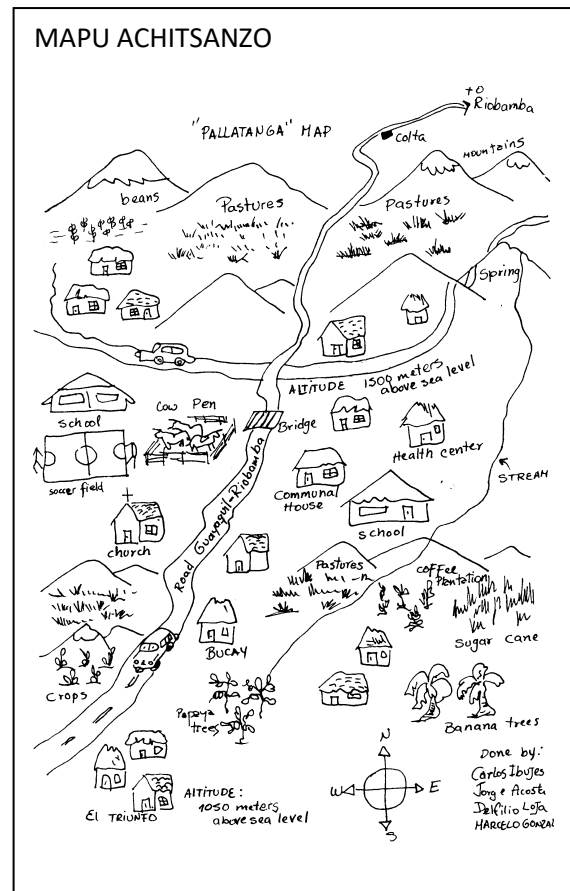 MAPU ACHITSANZO
to
Riobamba
"PALLATANGA" MAP
Colta
MOUNTAINS
beans
Pastures
Pastures
Spring
ALTITUDE 1500 meters
above sea level
School
Cow Pen
Bridge
Health center
soccer field
Communal
House
STREAM
School
church
Road Guayaquil-Riobamba
Pastures
Coffee
Plantation
Sugar Cane
BUCAY
Crops
Papaya
trees
Banana trees
N
W
E
S
Done by:
Carlos Ibujes
Jorge Acosta
Delfilio Loja
MARCELO GONZAL
EL TRIUNFO
ALTITUDE:
1050 meters
above sea level